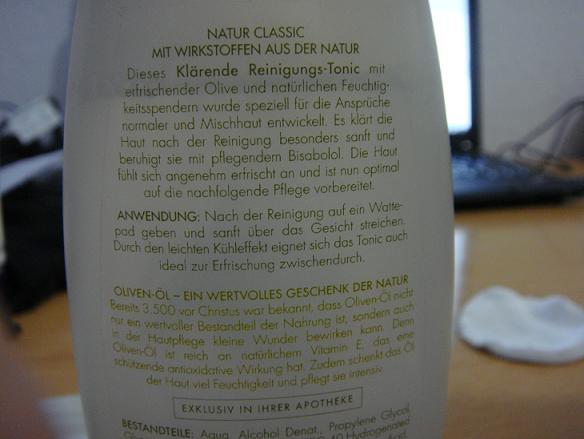 NATUR CLASSIC
MIT WIRKSTOFFEN AUS DER NATUR
Dieses Klärende Reinigungs-Tonic mit
erfrischender Olive und natürlichen Feuchtig-
keitsspendern wurde speziell für die Ansprüche
normaler und Mischhaut entwickelt. Es klärt die
Haut nach der Reinigung besonders sanft und
beruhigt sie mit pflegendem Bisabolol. Die Haut
fühlt sich angenehm erfrischt an und ist nun optimal
auf die nachfolgende Pflege vorbereitet.
ANWENDUNG: Nach der Reinigung auf ein Watte-
pad geben und sanft über das Gesicht streichen.
Durch den leichten Kühleffekt eignet sich das Tonic auch
ideal zur Erfrischung zwischendurch.
OLIVEN-ÖL – EIN WERTVOLLES GESCHENK DER NATUR
Bereits 3.500 vor Christus war bekannt, dass Oliven-Öl nicht
nur ein wertvoller Bestandteil der Nahrung ist, sondern auch
in der Hautpflege kleine Wunder bewirken kann. Denn
Oliven-Öl ist reich an natürlichem Vitamin E, das eine
schützende antioxidative Wirkung hat. Zudem schenkt das Öl
der Haut viel Feuchtigkeit und pflegt sie intensiv.
EXKLUSIV IN IHRER APOTHEKE
BESTANDTEILE: Aqua, Alcohol Denat., Propylene Glycol,
40 Hydrogenated